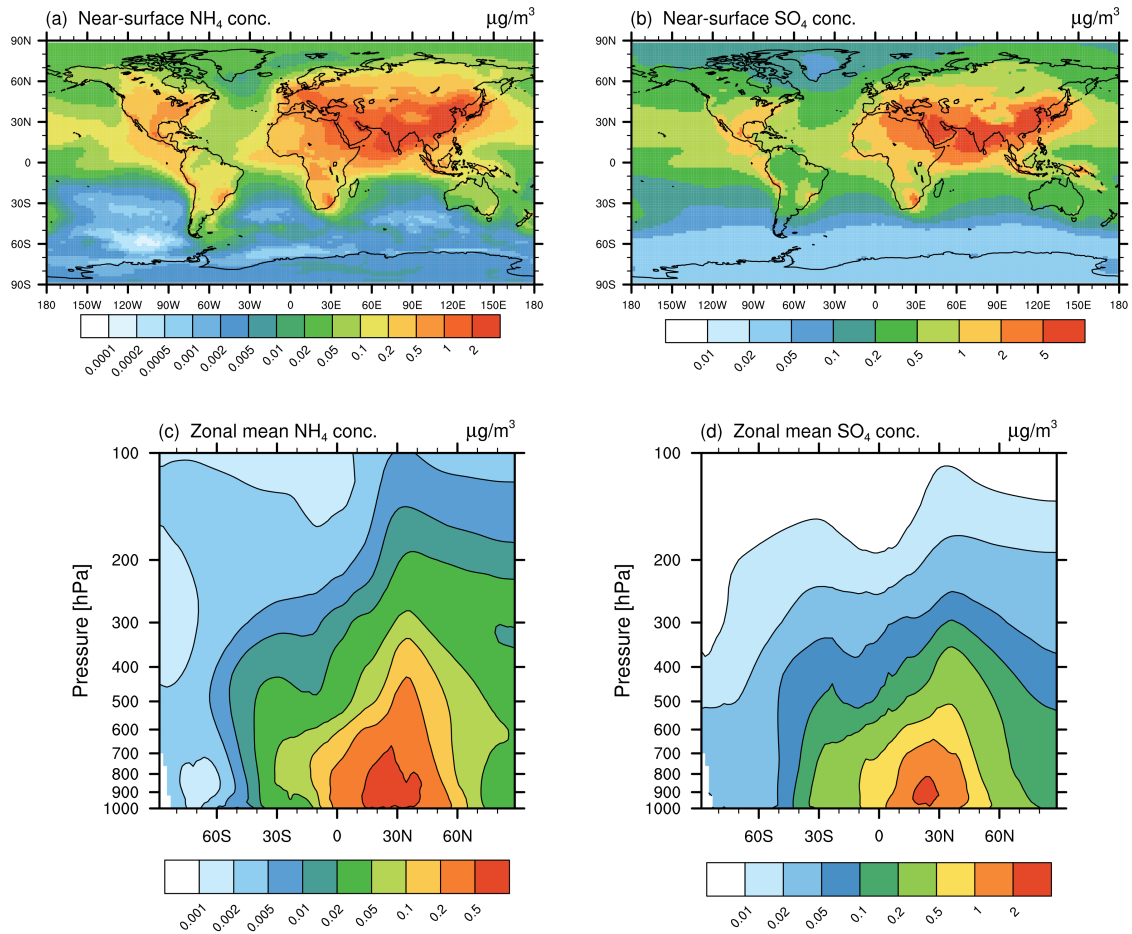 (a) Near-surface NH₄ conc. μg/m³
90N
60N
30N
0
30S
60S
90S
180 150W 120W 90W 60W 30W 0 30E 60E 90E 120E 150E 180
0.0001 0.0002 0.0005 0.001 0.002 0.005 0.01 0.02 0.05 0.1 0.2 0.5 1 2
(b) Near-surface SO₄ conc. μg/m³
90N
60N
30N
0
30S
60S
90S
180 150W 120W 90W 60W 30W 0 30E 60E 90E 120E 150E 180
0.01 0.02 0.05 0.1 0.2 0.5 1 2 5
(c) Zonal mean NH₄ conc. μg/m³
Pressure [hPa]
100
200
300
400
500
600
700
800
900
1000
60S 30S 0 30N 60N
0.001 0.002 0.005 0.01 0.02 0.05 0.1 0.2 0.5
(d) Zonal mean SO₄ conc. μg/m³
Pressure [hPa]
100
200
300
400
500
600
700
800
900
1000
60S 30S 0 30N 60N
0.01 0.02 0.05 0.1 0.2 0.5 1 2